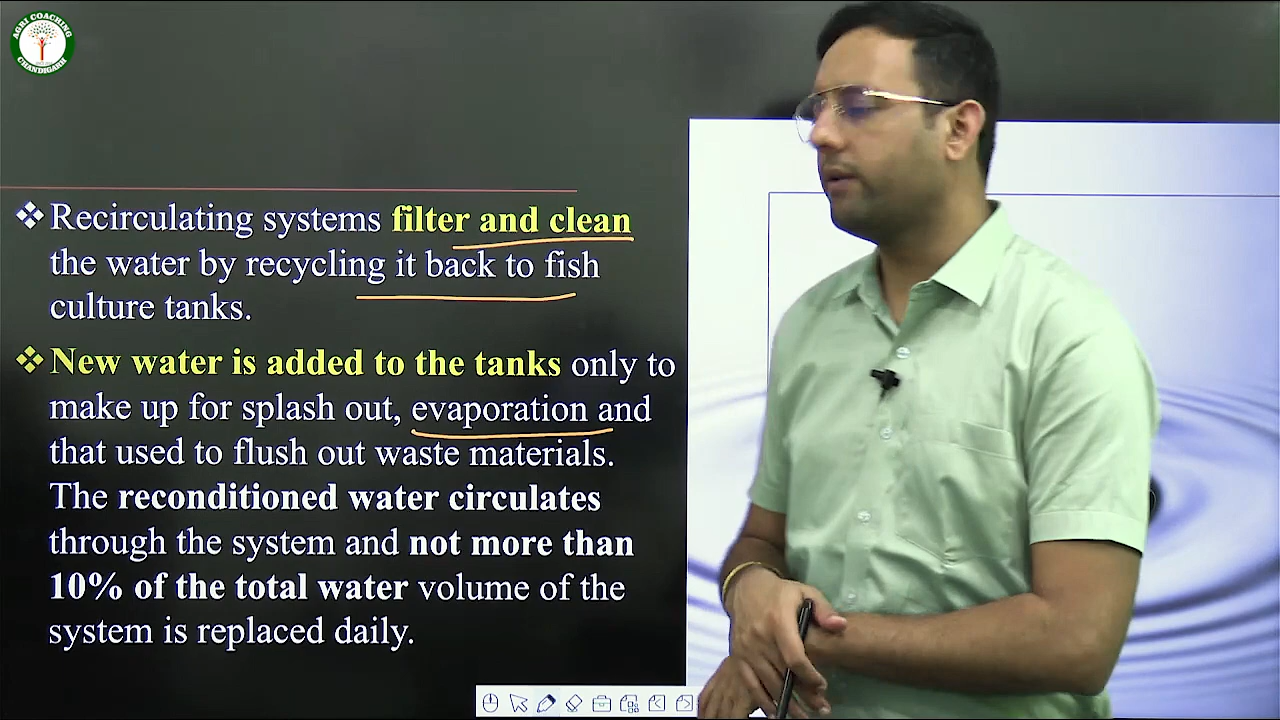 AGRI COACHING
CHANDIGARH
Recirculating systems filter and clean
the water by recycling it back to fish
culture tanks.
New water is added to the tanks only to
make up for splash out, evaporation and
that used to flush out waste materials.
The reconditioned water circulates
through the system and not more than
10% of the total water volume of the
system is replaced daily.